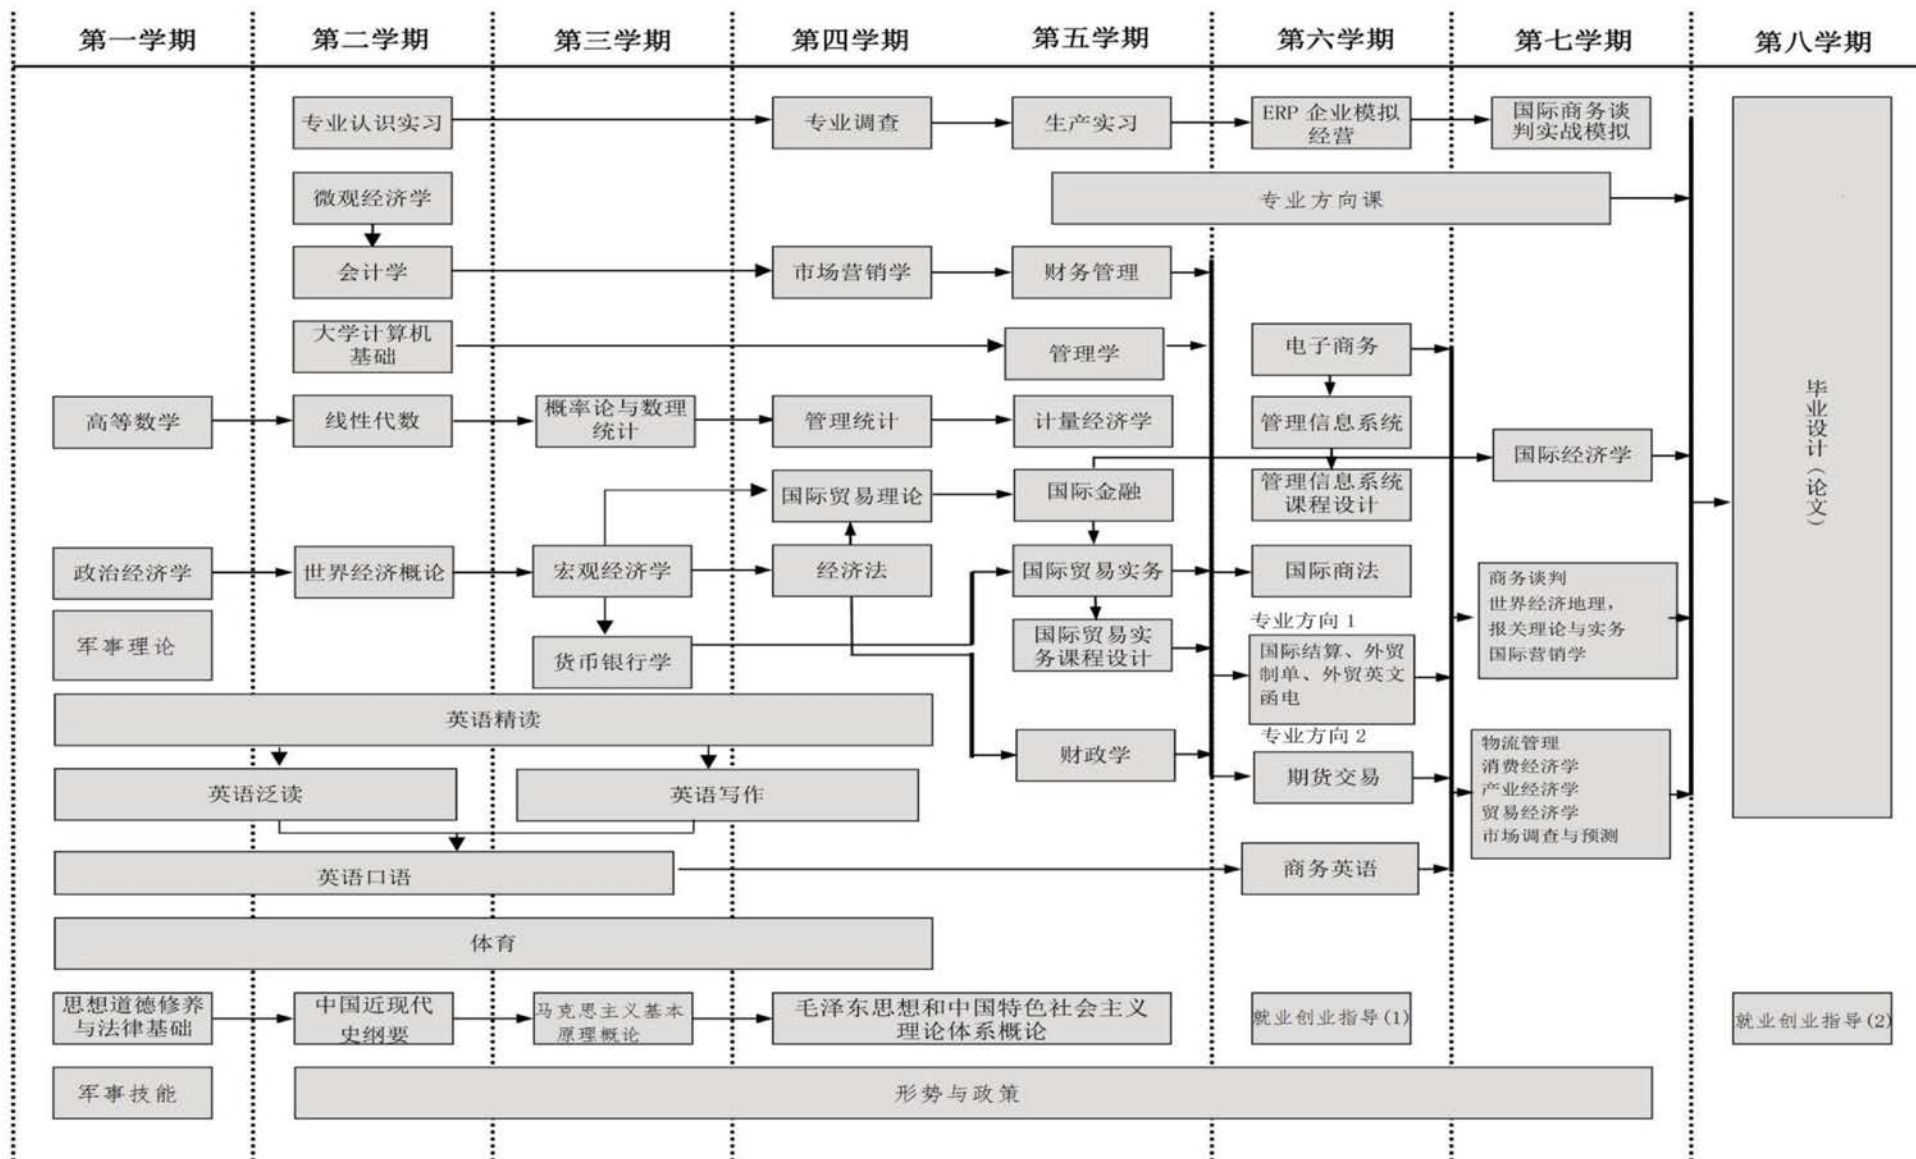 第一学期
第二学期
第三学期
第四学期
第五学期
第六学期
第七学期
第八学期
专业认识实习
专业调查
生产实习
ERP 企业模拟
经营
国际商务谈
判实战模拟
微观经济学
专业方向课
会计学
市场营销学
财务管理
大学计算机
基础
管理学
电子商务
高等数学
线性代数
概率论与数理
统计
管理统计
计量经济学
管理信息系统
国际贸易理论
国际金融
管理信息系统
课程设计
国际经济学
毕业设计（论文）
政治经济学
世界经济概论
宏观经济学
经济法
国际贸易实务
国际商法
商务谈判
世界经济地理，
报关理论与实务
国际营销学
军事理论
货币银行学
国际贸易实
务课程设计
专业方向 1
国际结算、外贸
制单、外贸英文
函电
英语精读
财政学
专业方向 2
期货交易
物流管理
消费经济学
产业经济学
贸易经济学
市场调查与预测
英语泛读
英语写作
英语口语
商务英语
体育
思想道德修养
与法律基础
中国近现代
史纲要
马克思主义基本
原理概论
毛泽东思想和中国特色社会主义
理论体系概论
就业创业指导(1)
就业创业指导(2)
军事技能
形势与政策